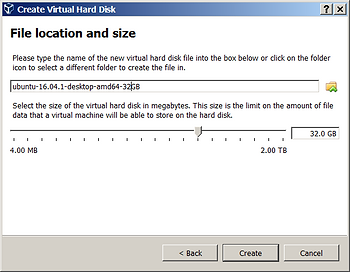 Create Virtual Hard Disk
File location and size
Please type the name of the new virtual hard disk file into the box below or click on the folder
icon to select a different folder to create the file in.
ubuntu-16.04.1-desktop-amd64-32GB
Select the size of the virtual hard disk in megabytes. This size is the limit on the amount of file
data that a virtual machine will be able to store on the hard disk.
32.0 GB
4.00 MB 2.00 TB
< Back Create Cancel